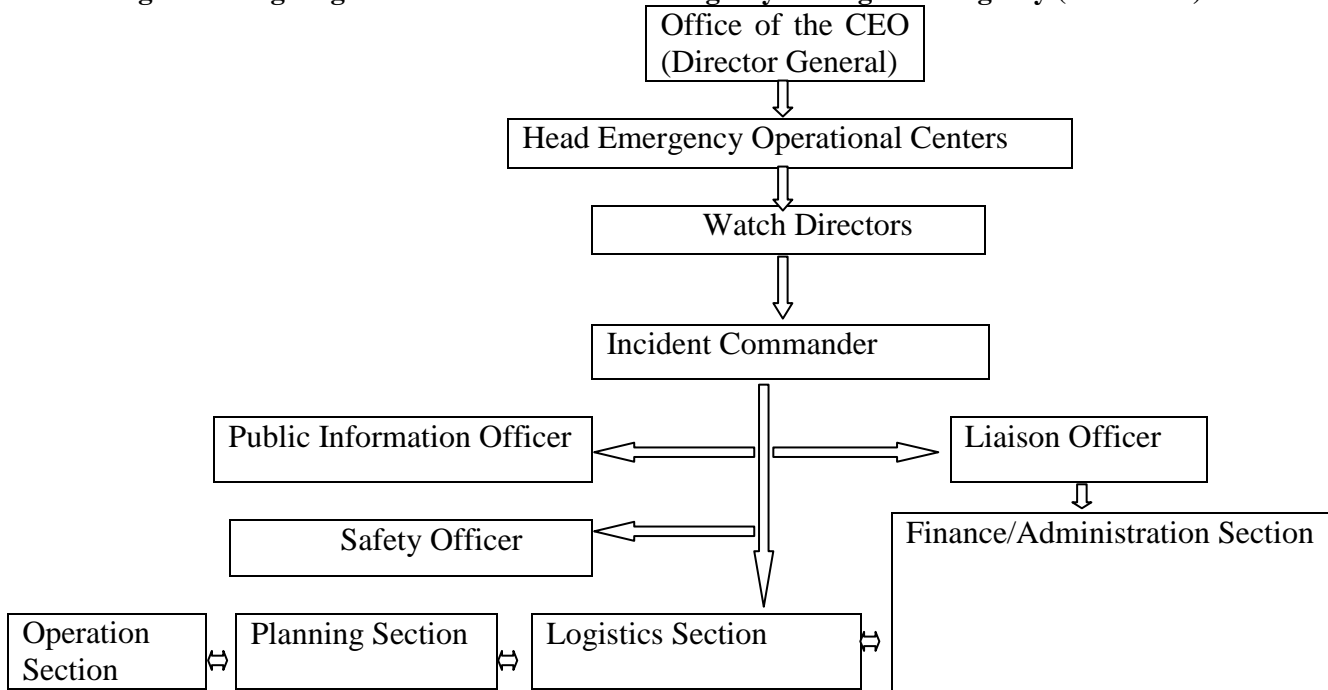 Office of the CEO
(Director General)
Head Emergency Operational Centers
Watch Directors
Incident Commander
Public Information Officer
Liaison Officer
Safety Officer
Finance/Administration Section
Operation
Section
Planning Section
Logistics Section